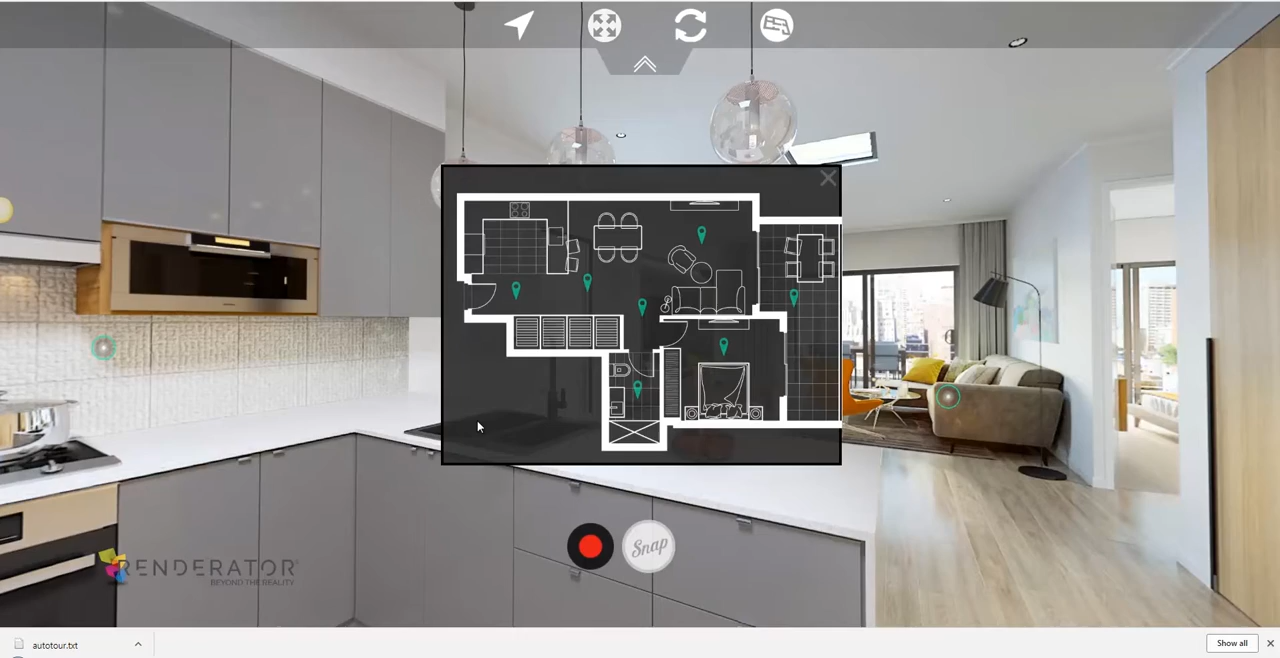 Snap
RENDERATOR
BEYOND THE REALITY
autotour.txt
Show all